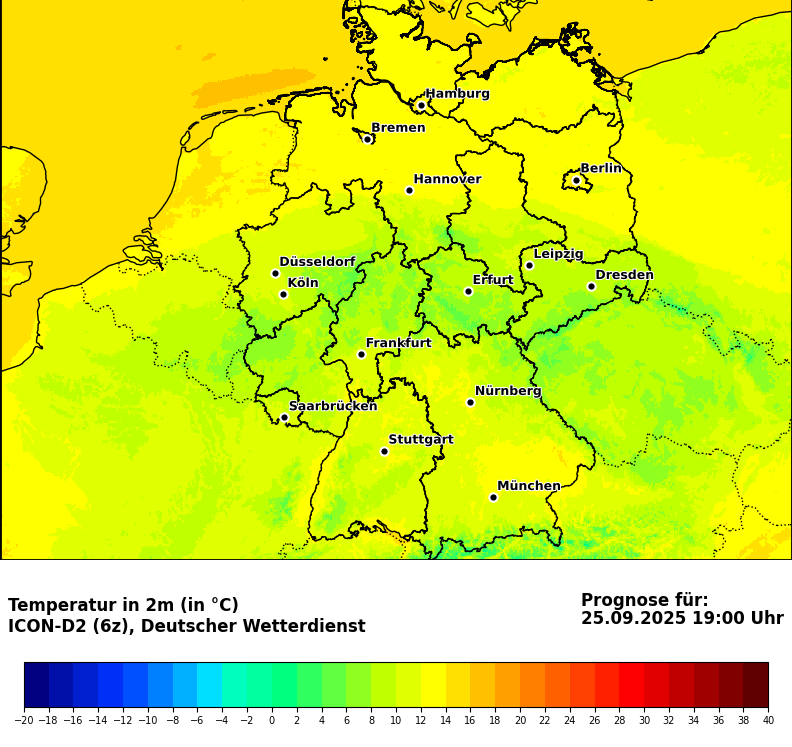 Hamburg
Bremen
Berlin
Hannover
Leipzig
Düsseldorf
Dresden
Köln
Erfurt
Frankfurt
Nürnberg
Saarbrücken
Stuttgart
München
Temperatur in 2m (in °C)
ICON-D2 (6z), Deutscher Wetterdienst
Prognose für:
25.09.2025 19:00 Uhr
−20 −18 −16 −14 −12 −10 −8 −6 −4 −2 0 2 4 6 8 10 12 14 16 18 20 22 24 26 28 30 32 34 36 38 40